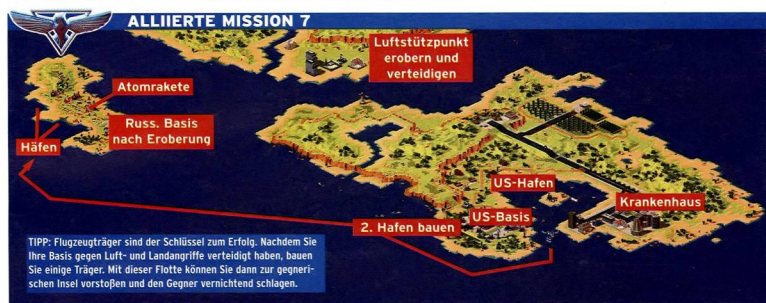 ALLIIERTE MISSION 7
Luftstützpunkt
erobern und
verteidigen
Atomrakete
Russ. Basis
nach Eroberung
Häfen
US-Hafen
Krankenhaus
US-Basis
2. Hafen bauen
TIPP: Flugzeugträger sind der Schlüssel zum Erfolg. Nachdem Sie
Ihre Basis gegen Luft- und Landangriffe verteidigt haben, bauen
Sie einige Träger. Mit dieser Flotte können Sie dann zur gegneri-
schen Insel vorstoßen und den Gegner vernichtend schlagen.